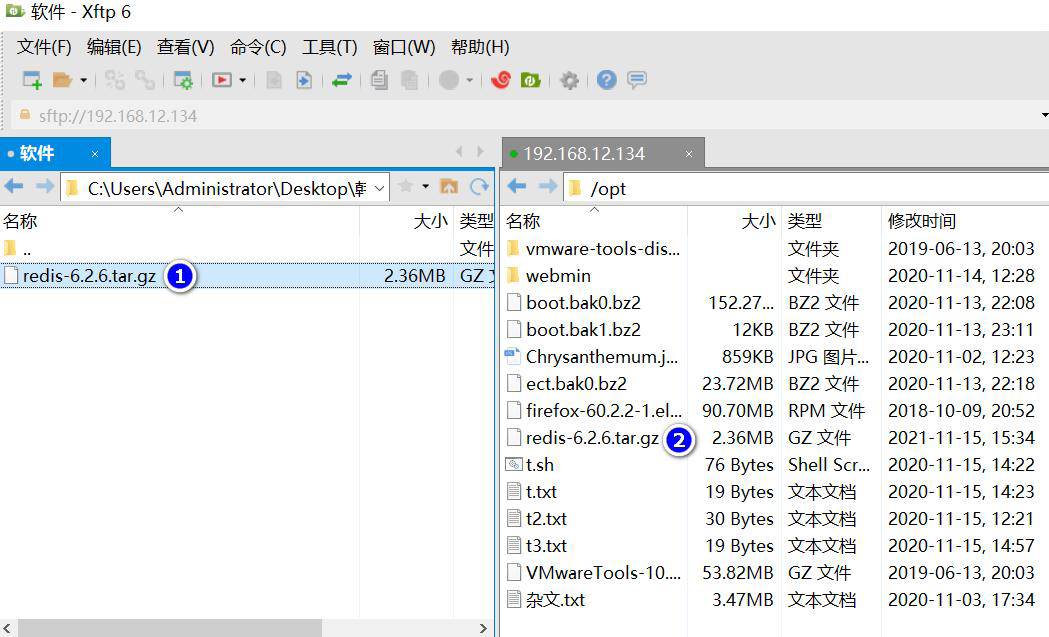 软件 - Xftp 6
文件(F) 编辑(E) 查看(V) 命令(C) 工具(T) 窗口(W) 帮助(H)
sftp://192.168.12.134
软件 ×
C:\Users\Administrator\Desktop\
名称 大小 类型
.. 文件
redis-6.2.6.tar.gz 1 2.36MB GZ
192.168.12.134 ×
/opt
名称 大小 类型 修改时间
vmware-tools-dis... 文件夹 2019-06-13, 20:03
webmin 文件夹 2020-11-14, 12:28
boot.bak0.bz2 152.27... BZ2 文件 2020-11-13, 22:08
boot.bak1.bz2 12KB BZ2 文件 2020-11-13, 23:11
Chrysanthemum.j... 859KB JPG 图片... 2020-11-02, 12:23
ect.bak0.bz2 23.72MB BZ2 文件 2020-11-13, 22:18
firefox-60.2.2-1.el... 90.70MB RPM 文件 2018-10-09, 20:52
redis-6.2.6.tar.gz 2 2.36MB GZ 文件 2021-11-15, 15:34
t.sh 76 Bytes Shell Scr... 2020-11-15, 14:22
t.txt 19 Bytes 文本文档 2020-11-15, 14:23
t2.txt 30 Bytes 文本文档 2020-11-15, 12:21
t3.txt 19 Bytes 文本文档 2020-11-15, 14:57
VMwareTools-10.... 53.82MB GZ 文件 2019-06-13, 20:03
杂文.txt 3.47MB 文本文档 2020-11-03, 17:34